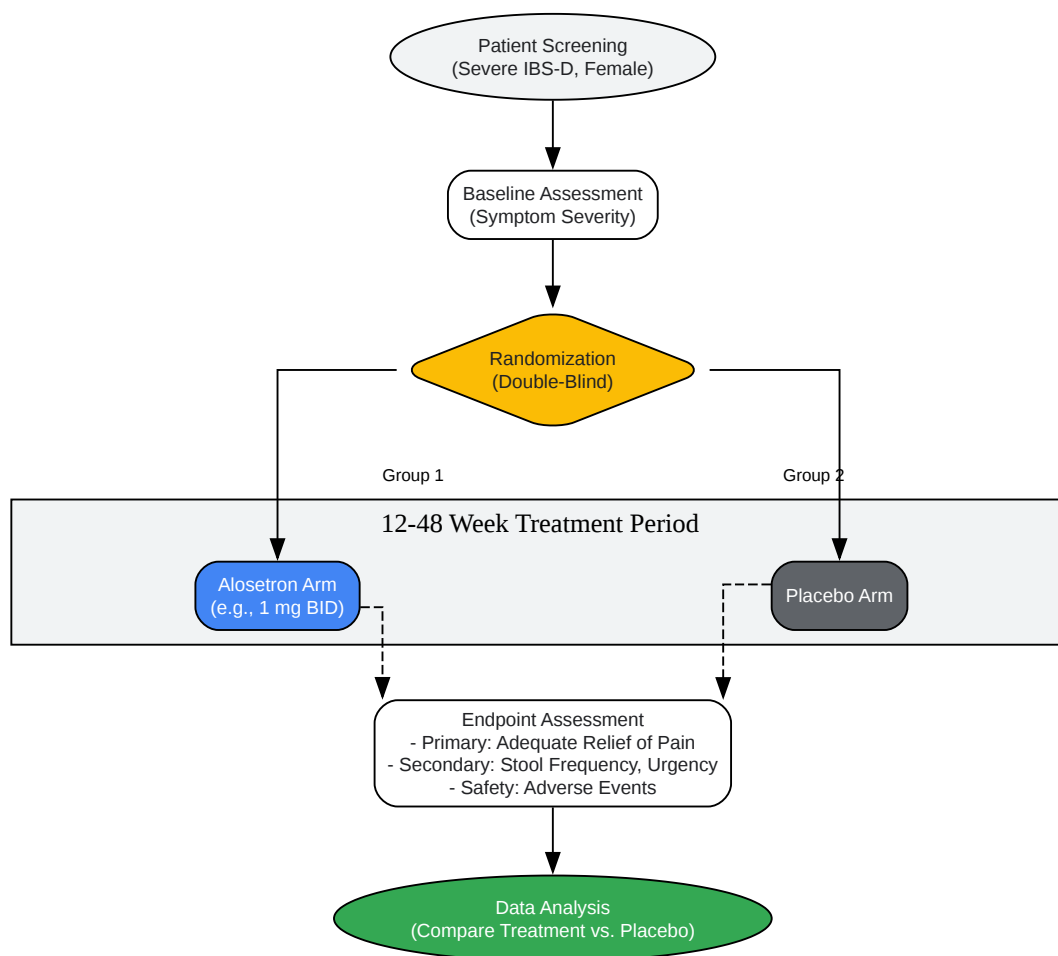 Patient Screening
(Severe IBS-D, Female)
Baseline Assessment
(Symptom Severity)
Randomization
(Double-Blind)
Group 1
Group 2
12-48 Week Treatment Period
Alosetron Arm
(e.g., 1 mg BID)
Placebo Arm
Endpoint Assessment
- Primary: Adequate Relief of Pain
- Secondary: Stool Frequency, Urgency
- Safety: Adverse Events
Data Analysis
(Compare Treatment vs. Placebo)